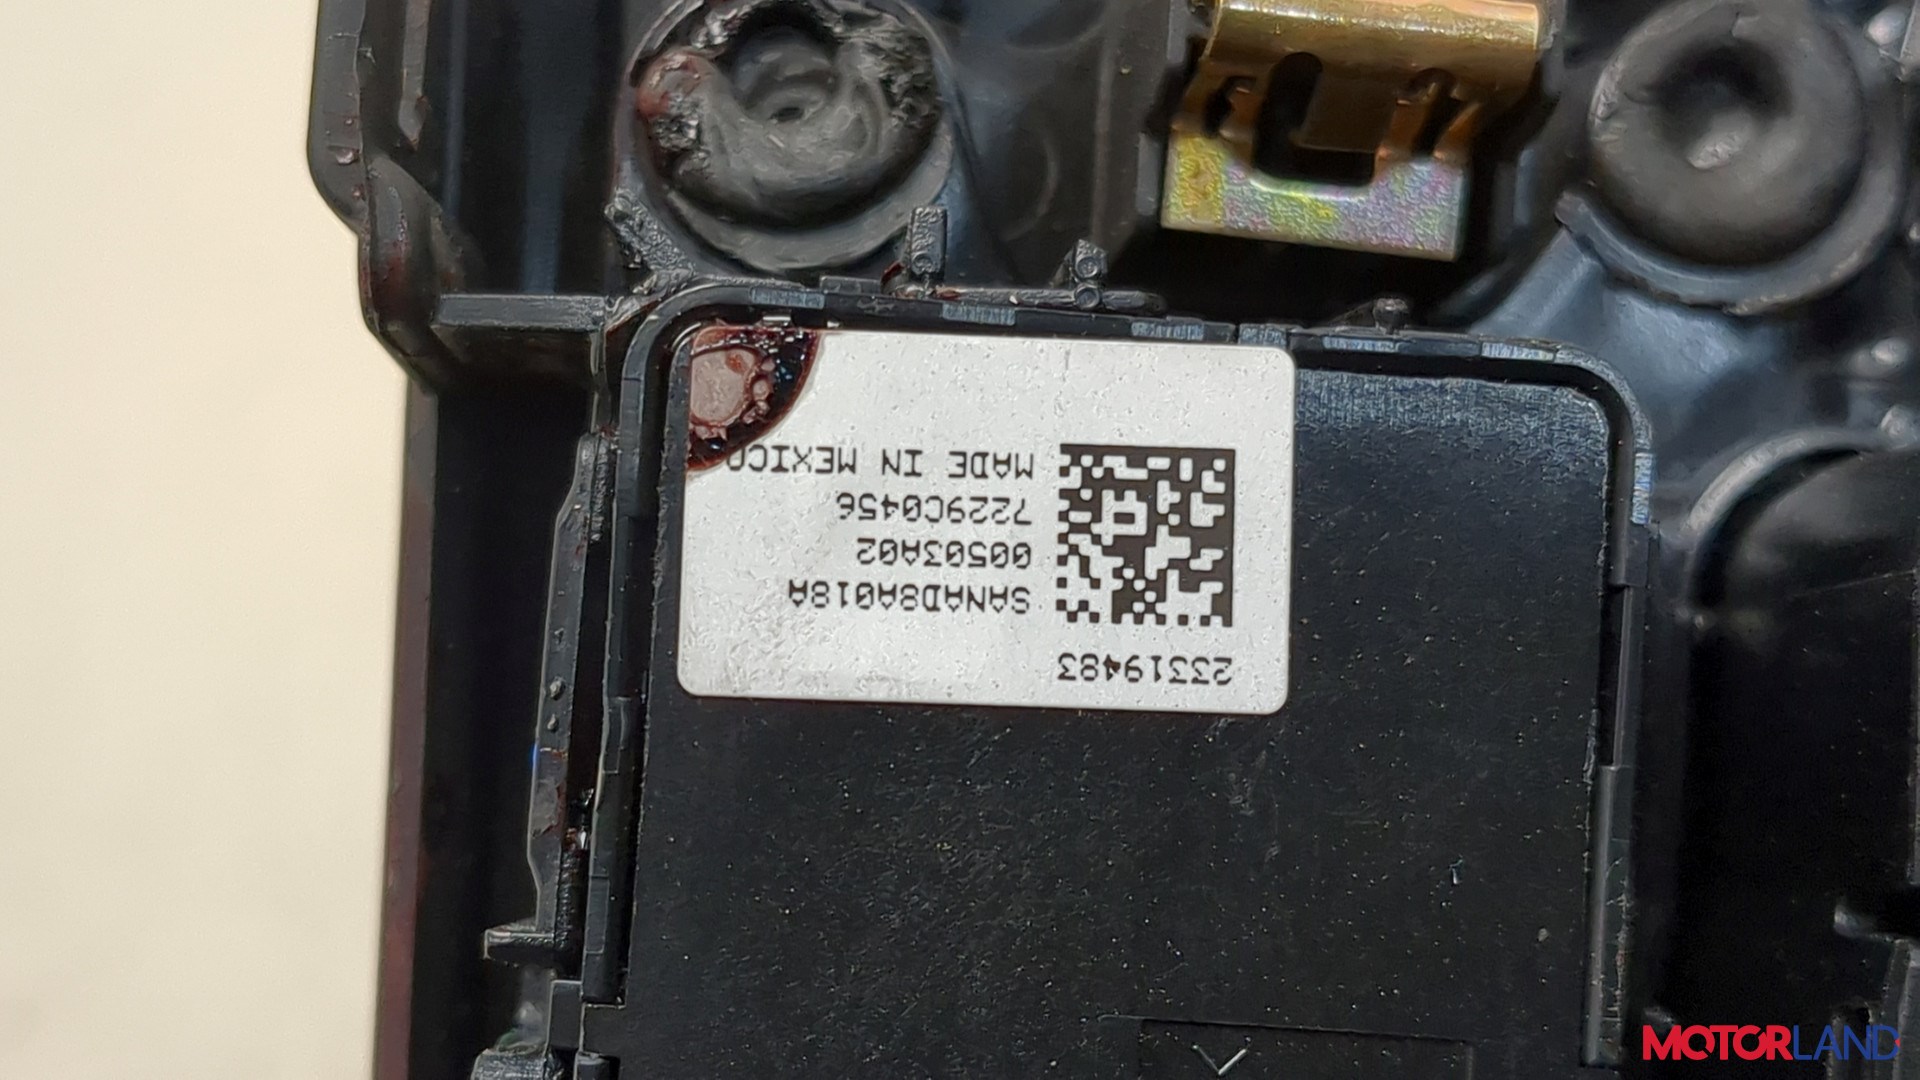 23319483
SANAD8A018A
00503A02
7229C0456
MADE IN MEXICO
MOTORLAND